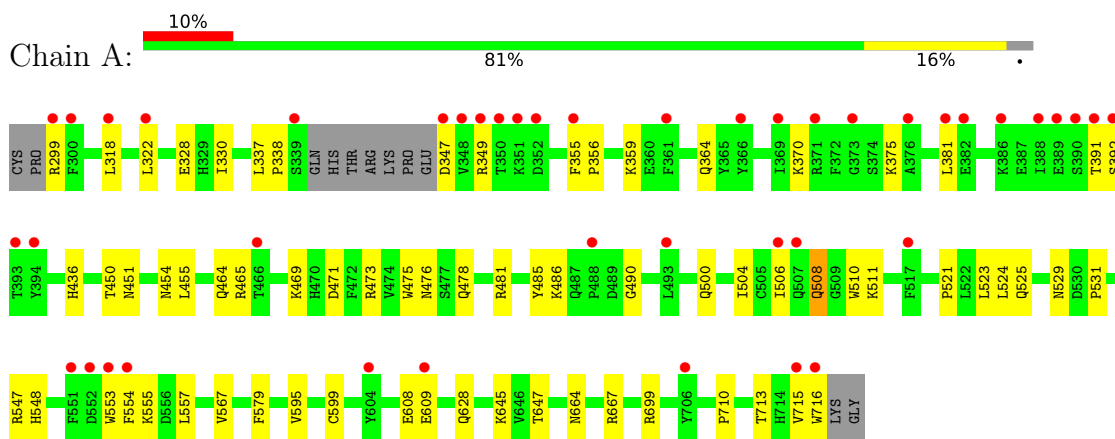 10%
Chain A:
81% 16% •
CYS PRO R299 F300 L318 L322 E328 H329 I330 L337 P338 S339 GLN HIS THR ARG LYS PRO GLU D347 V348 R349 T350 K351 D352 F355 P356 K359 E360 F361 Q364 Y365 Y366 I369 K370 R371 F372 G373 S374 K375 A376 L381 E382 K386 E387 I388 E389 S390 T391 S392
T393 Y394 H436 T450 N451 N454 L455 Q464 R465 T466 K469 H470 D471 F472 R473 V474 W475 N476 S477 Q478 R481 Y485 K486 Q487 P488 D489 G490 L493 Q500 I504 C505 I506 Q507 Q508 G509 W510 K511 F517 P521 L522 L523 L524 Q525 N529 D530 P531
R547 H548 F551 D552 W553 F554 K555 D556 L557 V567 F579 V595 C599 Y604 E608 E609 Q628 K645 V646 T647 N664 R667 R699 Y706 P710 T713 H714 V715 W716 LYS GLY